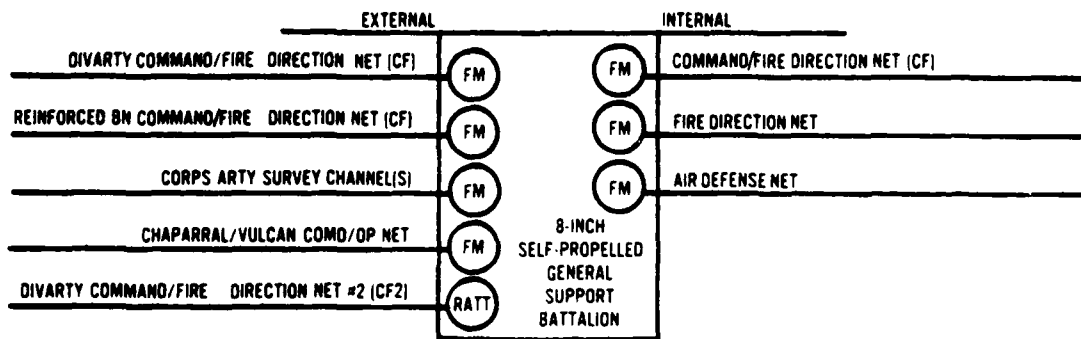 EXTERNAL INTERNAL
DIVARTY COMMAND/FIRE DIRECTION NET (CF) FM FM COMMAND/FIRE DIRECTION NET (CF)
REINFORCED BN COMMAND/FIRE DIRECTION NET (CF) FM FM FIRE DIRECTION NET
CORPS ARTY SURVEY CHANNEL(S) FM FM AIR DEFENSE NET
CHAPARRAL/VULCAN COMD/OP NET FM
8-INCH
SELF-PROPELLED
GENERAL
SUPPORT
BATTALION
DIVARTY COMMAND/FIRE DIRECTION NET #2 (CF2) RATT